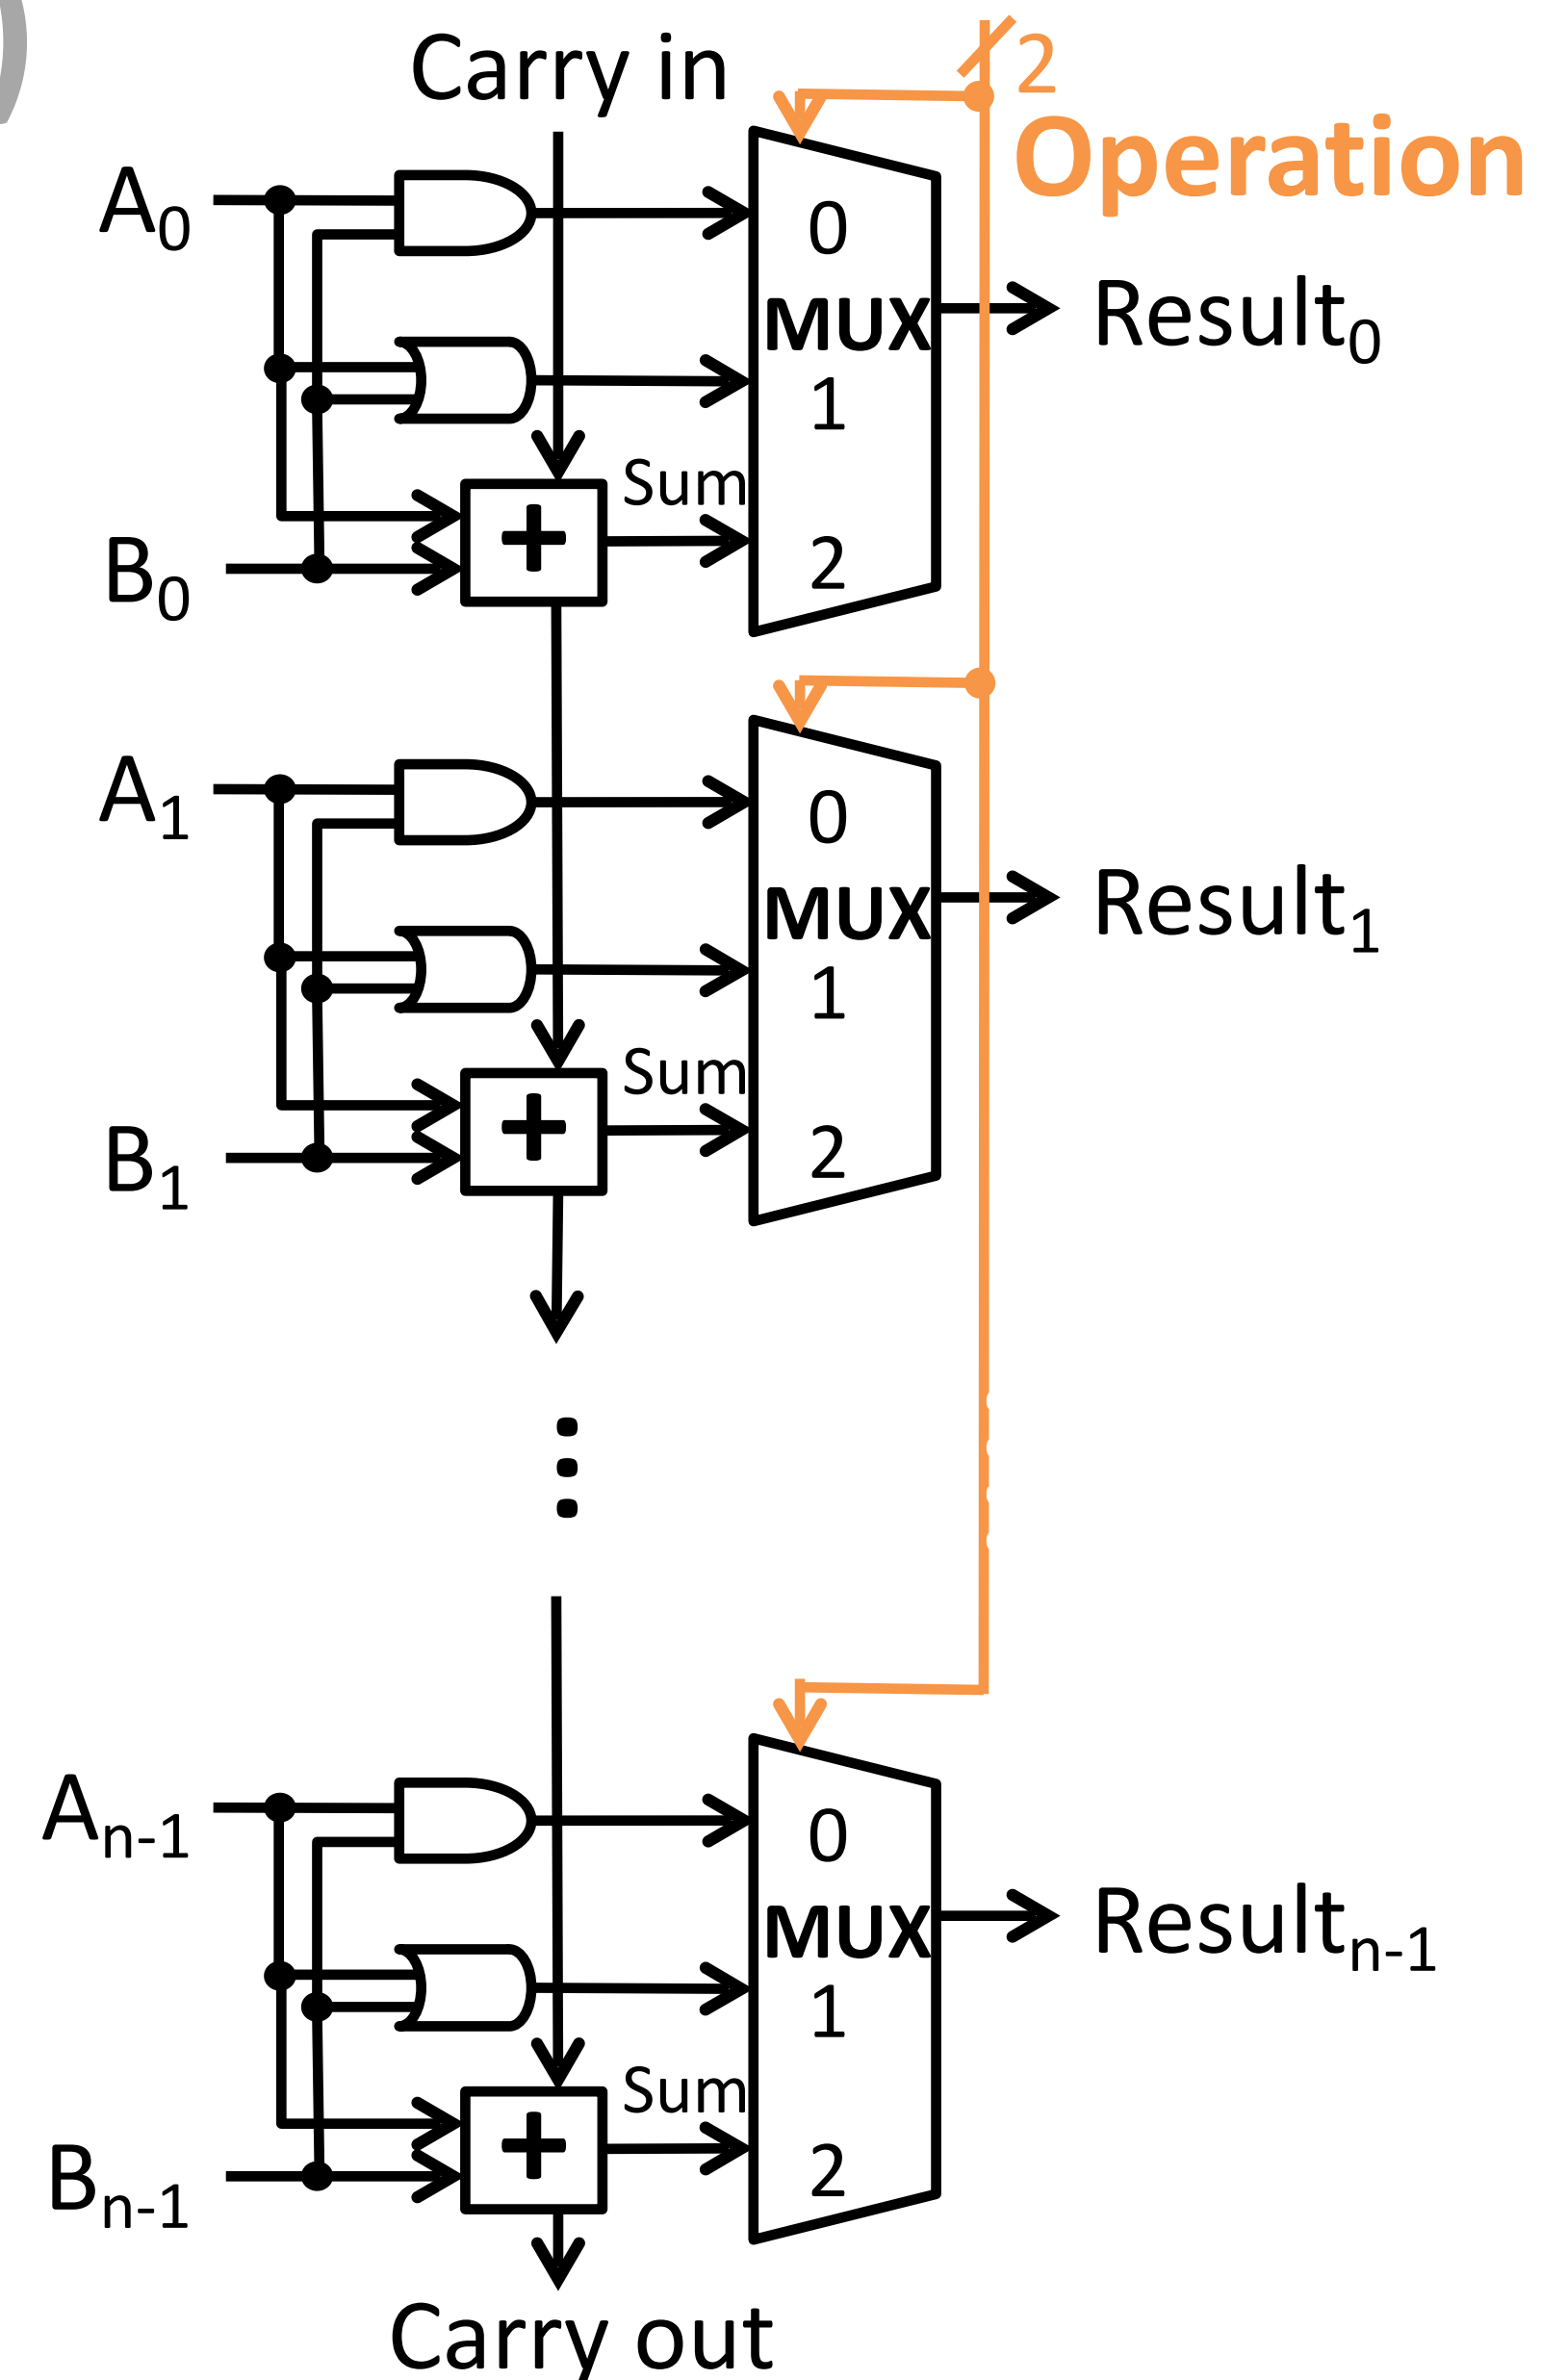 Carry in
2
Operation
A0
0
MUX
Result0
1
Sum
B0
+
2
A1
0
MUX
Result1
1
Sum
B1
+
2
An-1
0
MUX
Resultn-1
1
Sum
Bn-1
+
2
Carry out